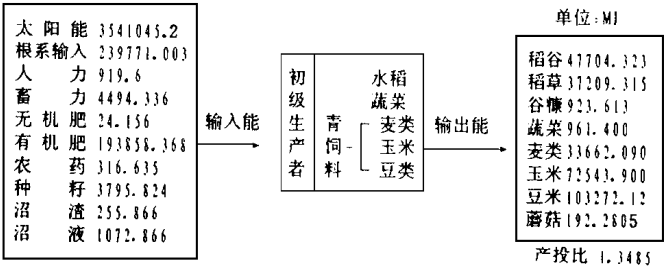 单位:MJ
太阳能 3541045.2
根系输入 239771.003
人力 919.6
畜力 4494.336
无机肥 24.156
有机肥 193858.368
农药 316.635
种籽 3795.824
沼渣 255.866
沼液 1072.866
输入能
初级生产者
水稻
蔬菜
青饲料
麦类
玉米
豆类
输出能
稻谷 47704.323
稻草 37209.315
谷糠 923.613
蔬菜 961.400
麦类 33662.090
玉米 72543.900
豆米 103272.12
蘑菇 192.2805
产投比 1.3485